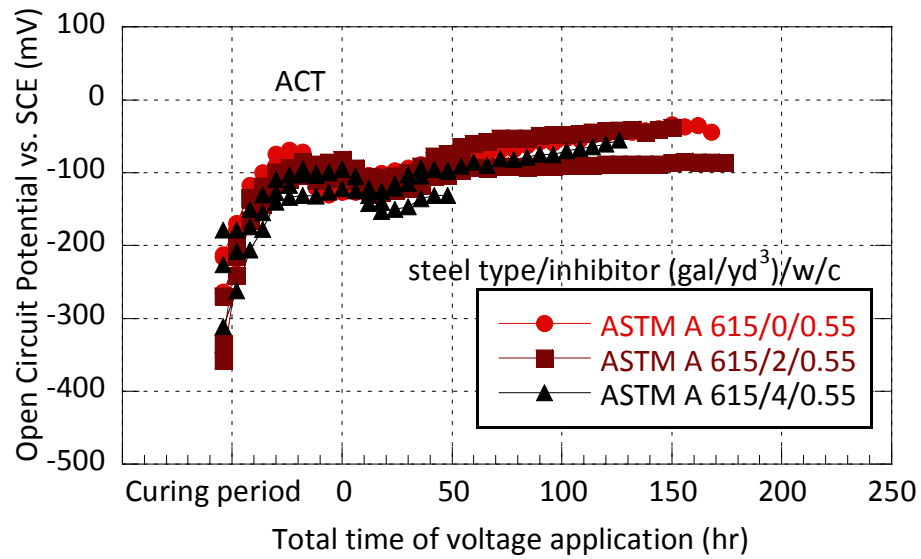 Open Circuit Potential vs. SCE (mV)
100
0
-100
-200
-300
-400
-500
ACT
steel type/inhibitor (gal/yd³)/w/c
ASTM A 615/0/0.55
ASTM A 615/2/0.55
ASTM A 615/4/0.55
Curing period 0 50 100 150 200 250
Total time of voltage application (hr)